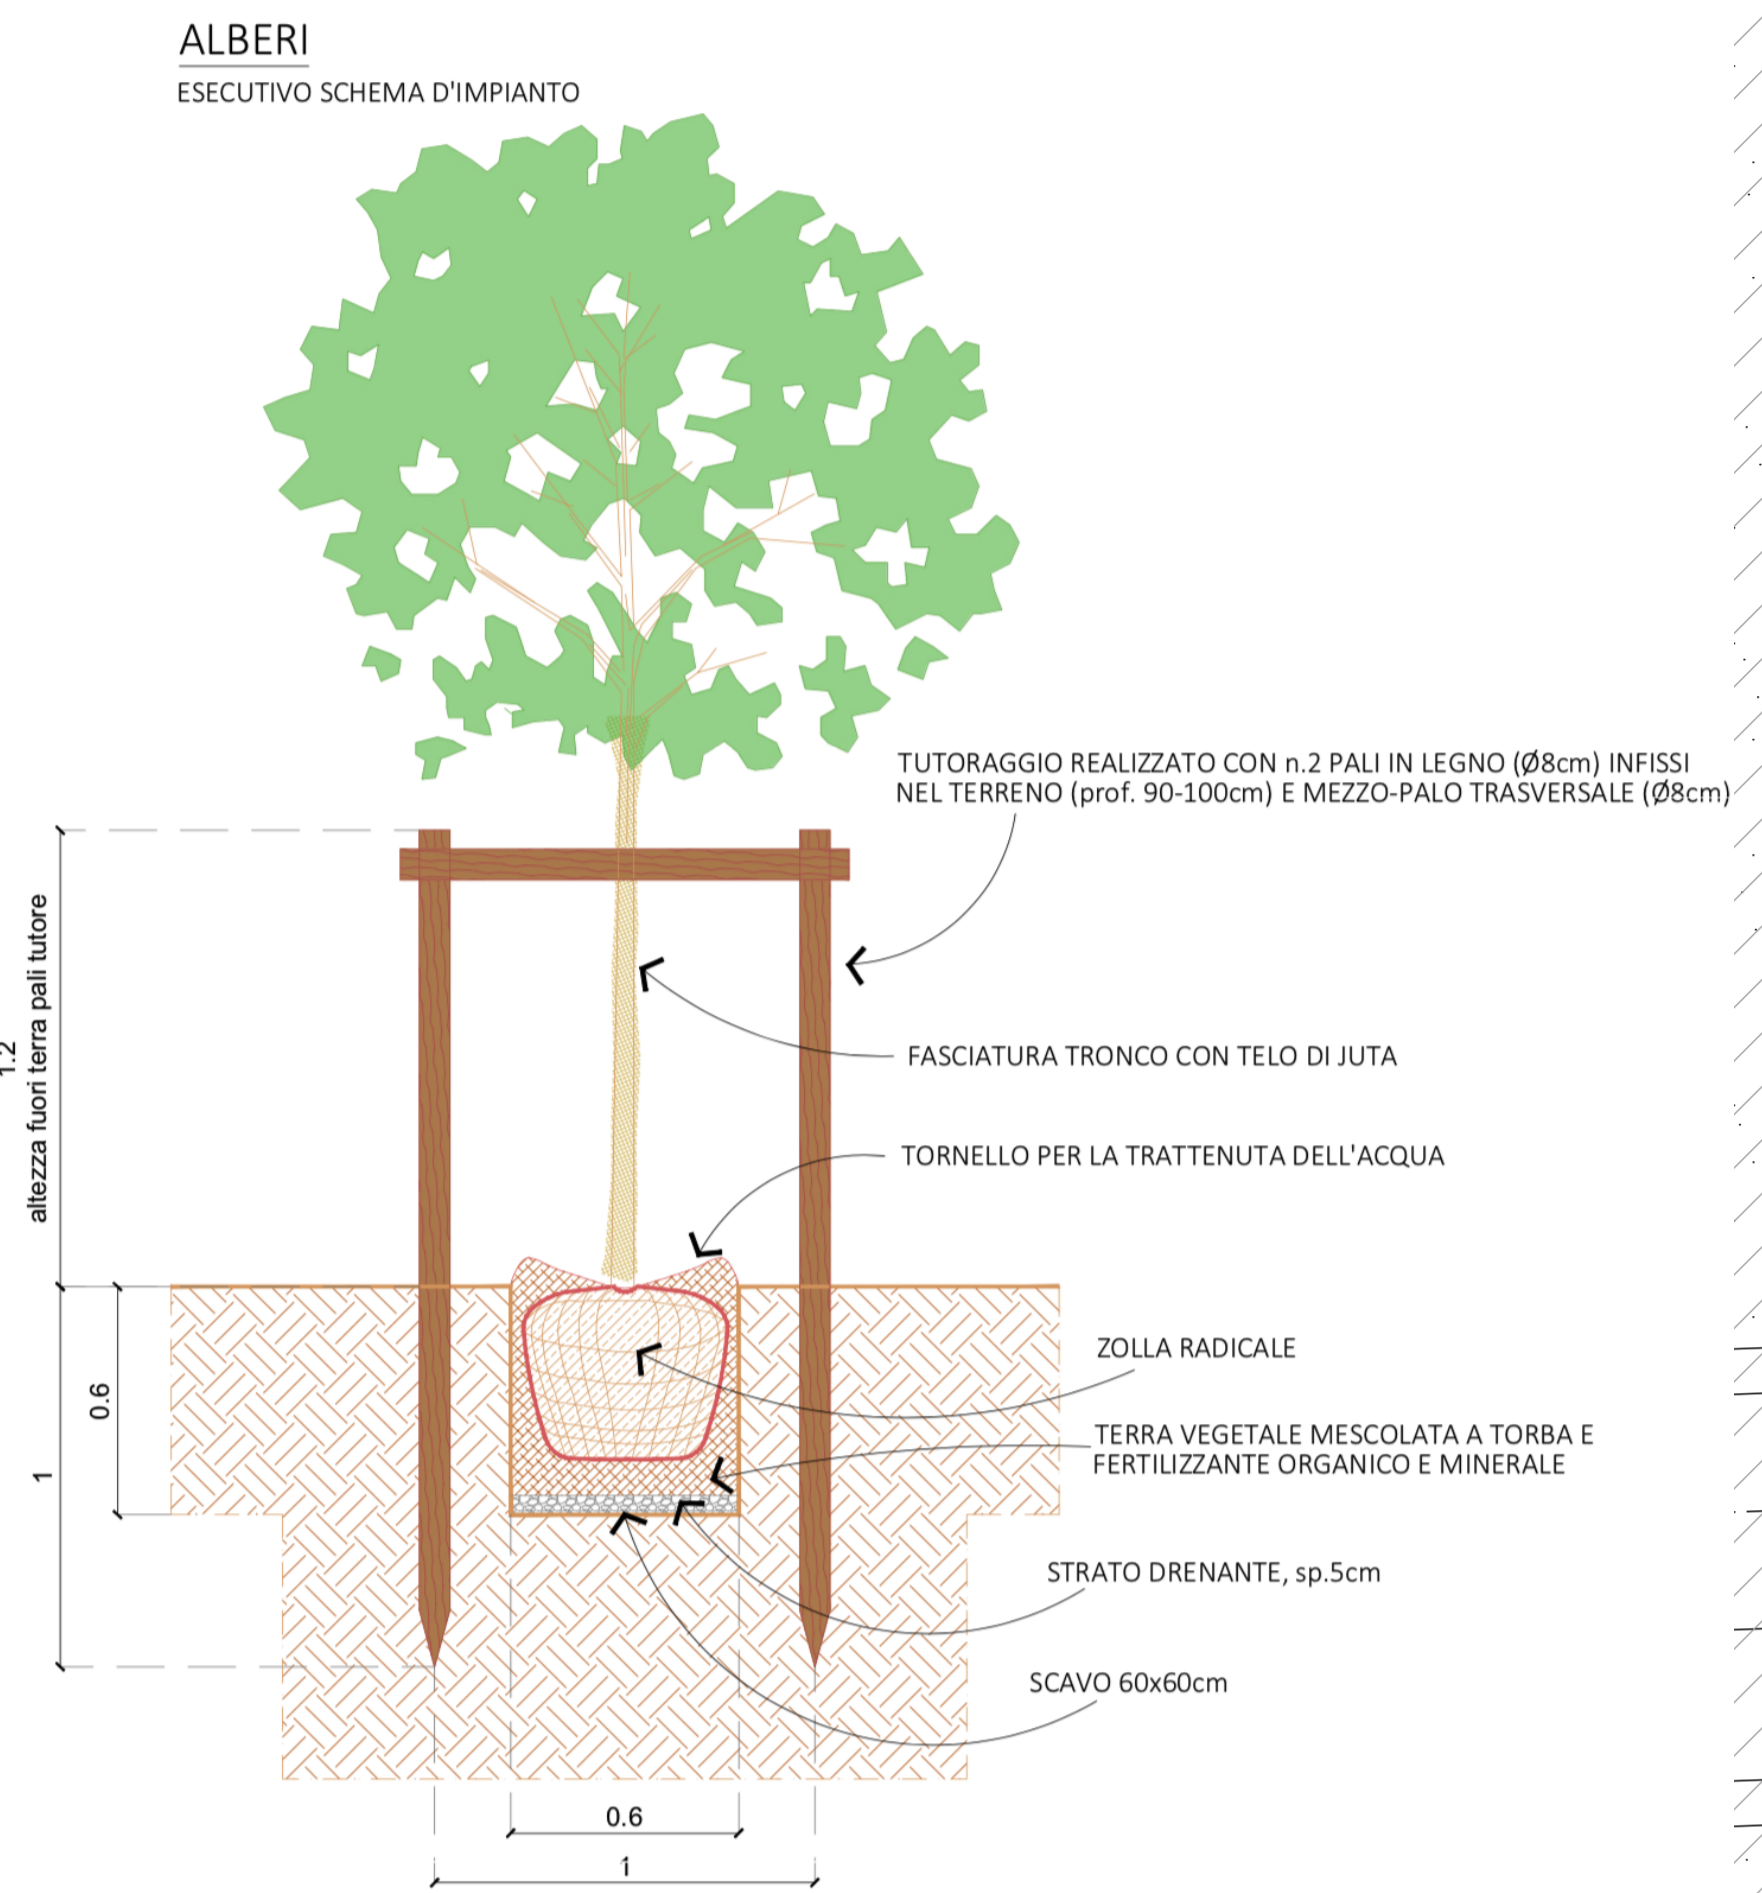 ALBERI
ESECUTIVO SCHEMA D'IMPIANTO
TUTORAGGIO REALIZZATO CON n.2 PALI IN LEGNO (Ø8cm) INFISSI
NEL TERRENO (prof. 90-100cm) E MEZZO-PALO TRASVERSALE (Ø8cm)
1.2
altezza fuori terra pali tutore
FASCIATURA TRONCO CON TELO DI JUTA
TORNELLO PER LA TRATTENUTA DELL'ACQUA
ZOLLA RADICALE
0.6
TERRA VEGETALE MESCOLATA A TORBA E
FERTILIZZANTE ORGANICO E MINERALE
1
STRATO DRENANTE, sp.5cm
SCAVO 60x60cm
0.6
1